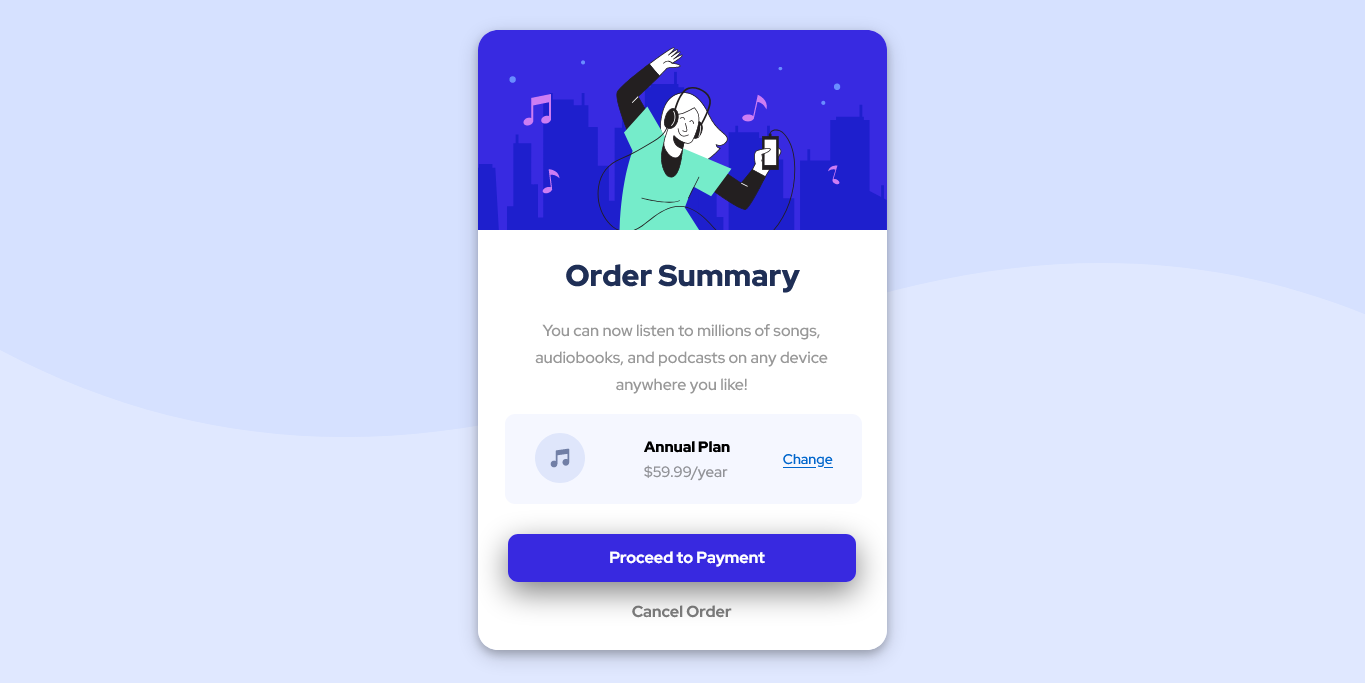 Order Summary
You can now listen to millions of songs,
audiobooks, and podcasts on any device
anywhere you like!
Annual Plan
$59.99/year
Change
Proceed to Payment
Cancel Order